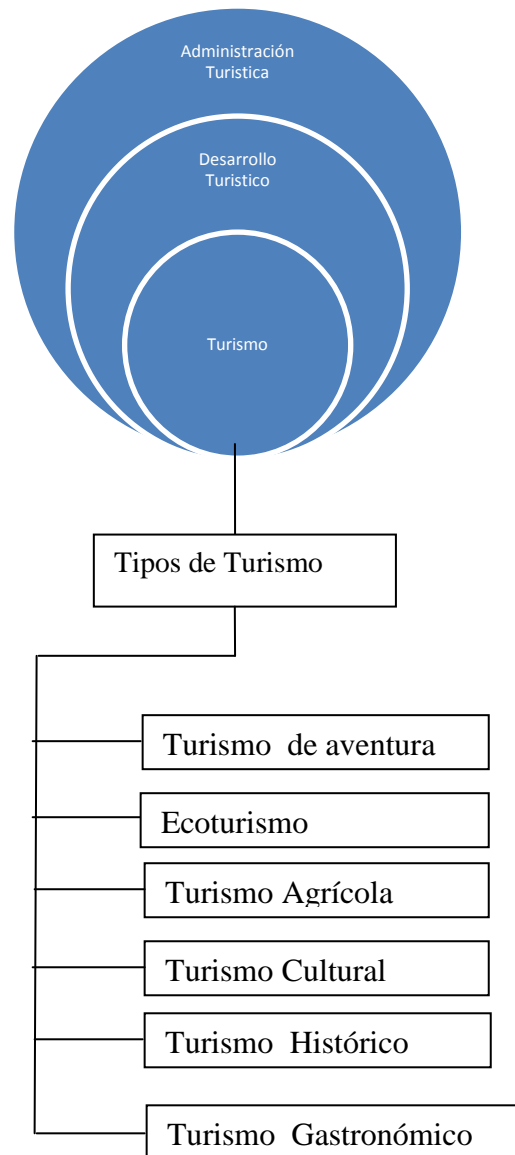 Administración
Turistica
Desarrollo
Turistico
Turismo
Tipos de Turismo
Turismo de aventura
Ecoturismo
Turismo Agrícola
Turismo Cultural
Turismo Histórico
Turismo Gastronómico